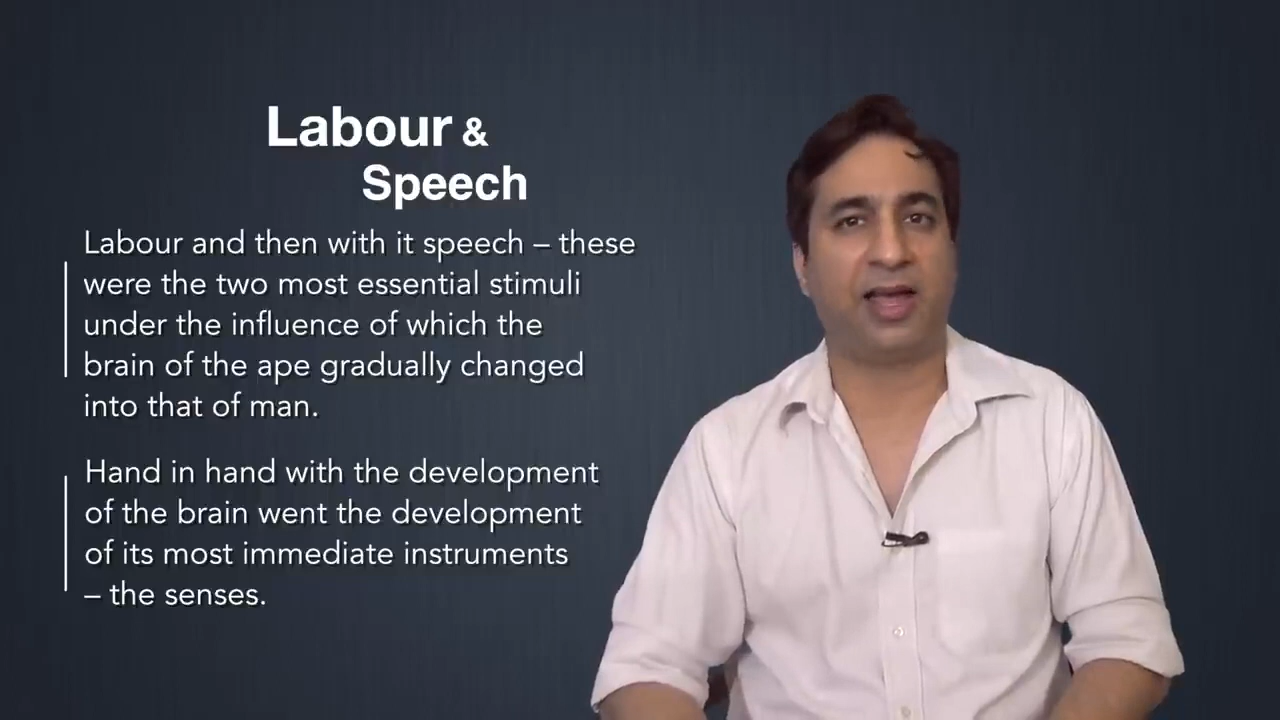 Labour &
Speech
Labour and then with it speech – these
were the two most essential stimuli
under the influence of which the
brain of the ape gradually changed
into that of man.
Hand in hand with the development
of the brain went the development
of its most immediate instruments
– the senses.